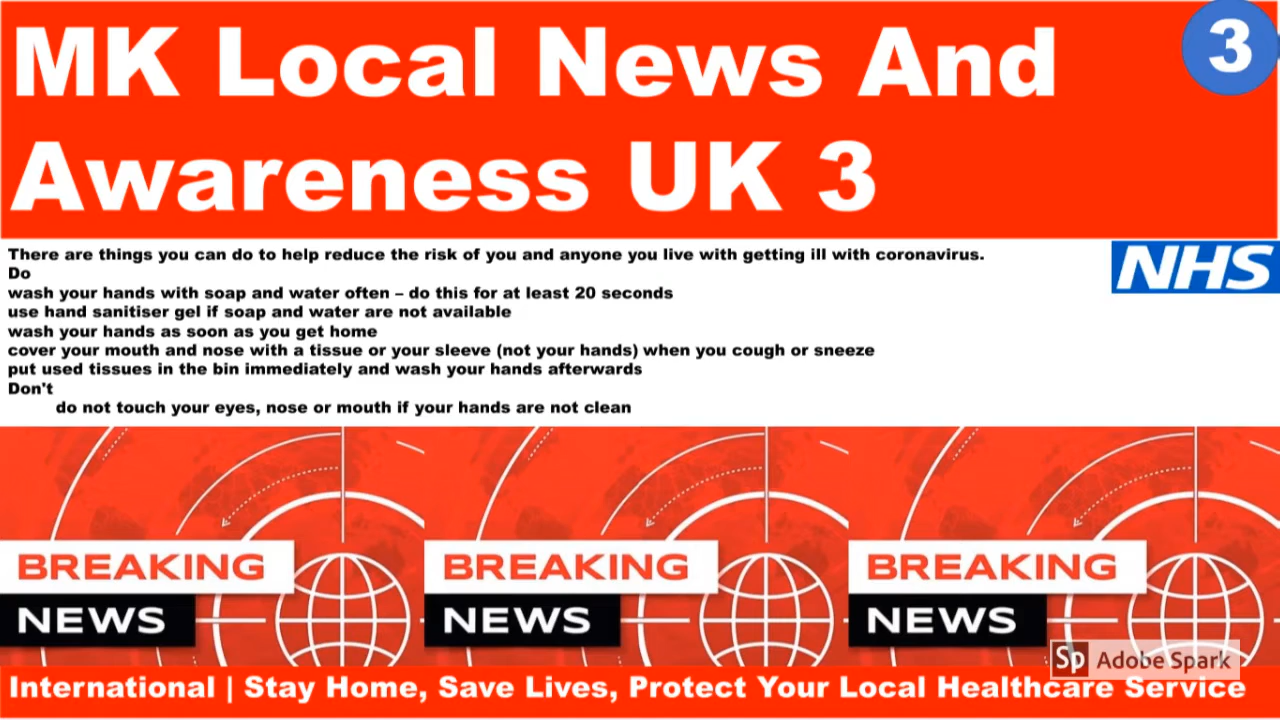 MK Local News And
3
Awareness UK 3
There are things you can do to help reduce the risk of you and anyone you live with getting ill with coronavirus.
NHS
Do
wash your hands with soap and water often – do this for at least 20 seconds
use hand sanitiser gel if soap and water are not available
wash your hands as soon as you get home
cover your mouth and nose with a tissue or your sleeve (not your hands) when you cough or sneeze
put used tissues in the bin immediately and wash your hands afterwards
Don't
do not touch your eyes, nose or mouth if your hands are not clean
BREAKING
NEWS
BREAKING
NEWS
BREAKING
NEWS
Sp Adobe Spark
International | Stay Home, Save Lives, Protect Your Local Healthcare Service